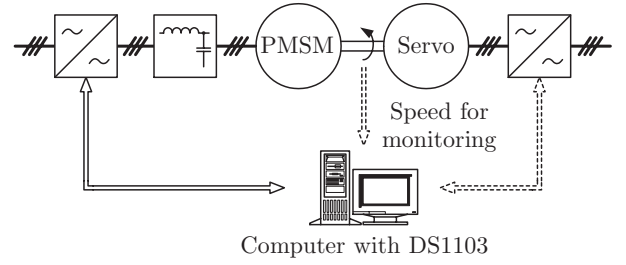 PMSM
Servo
Speed for
monitoring
Computer with DS1103